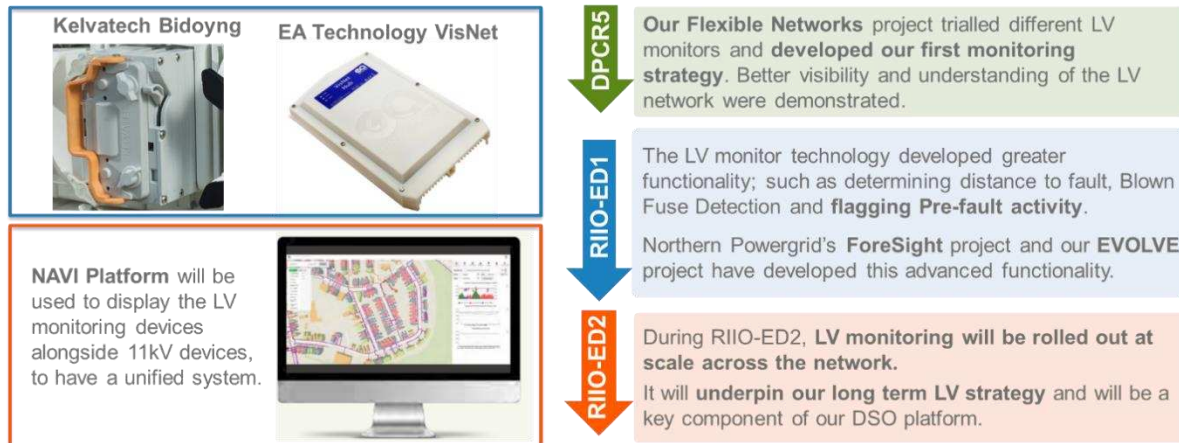 Kelvatech Bidoyng
EA Technology VisNet
NAVI Platform will be
used to display the LV
monitoring devices
alongside 11kV devices,
to have a unified system.
DPCR5
Our Flexible Networks project trialled different LV
monitors and developed our first monitoring
strategy. Better visibility and understanding of the LV
network were demonstrated.
RIIO-ED1
The LV monitor technology developed greater
functionality; such as determining distance to fault, Blown
Fuse Detection and flagging Pre-fault activity.
Northern Powergrid's ForeSight project and our EVOLVE
project have developed this advanced functionality.
RIIO-ED2
During RIIO-ED2, LV monitoring will be rolled out at
scale across the network.
It will underpin our long term LV strategy and will be a
key component of our DSO platform.